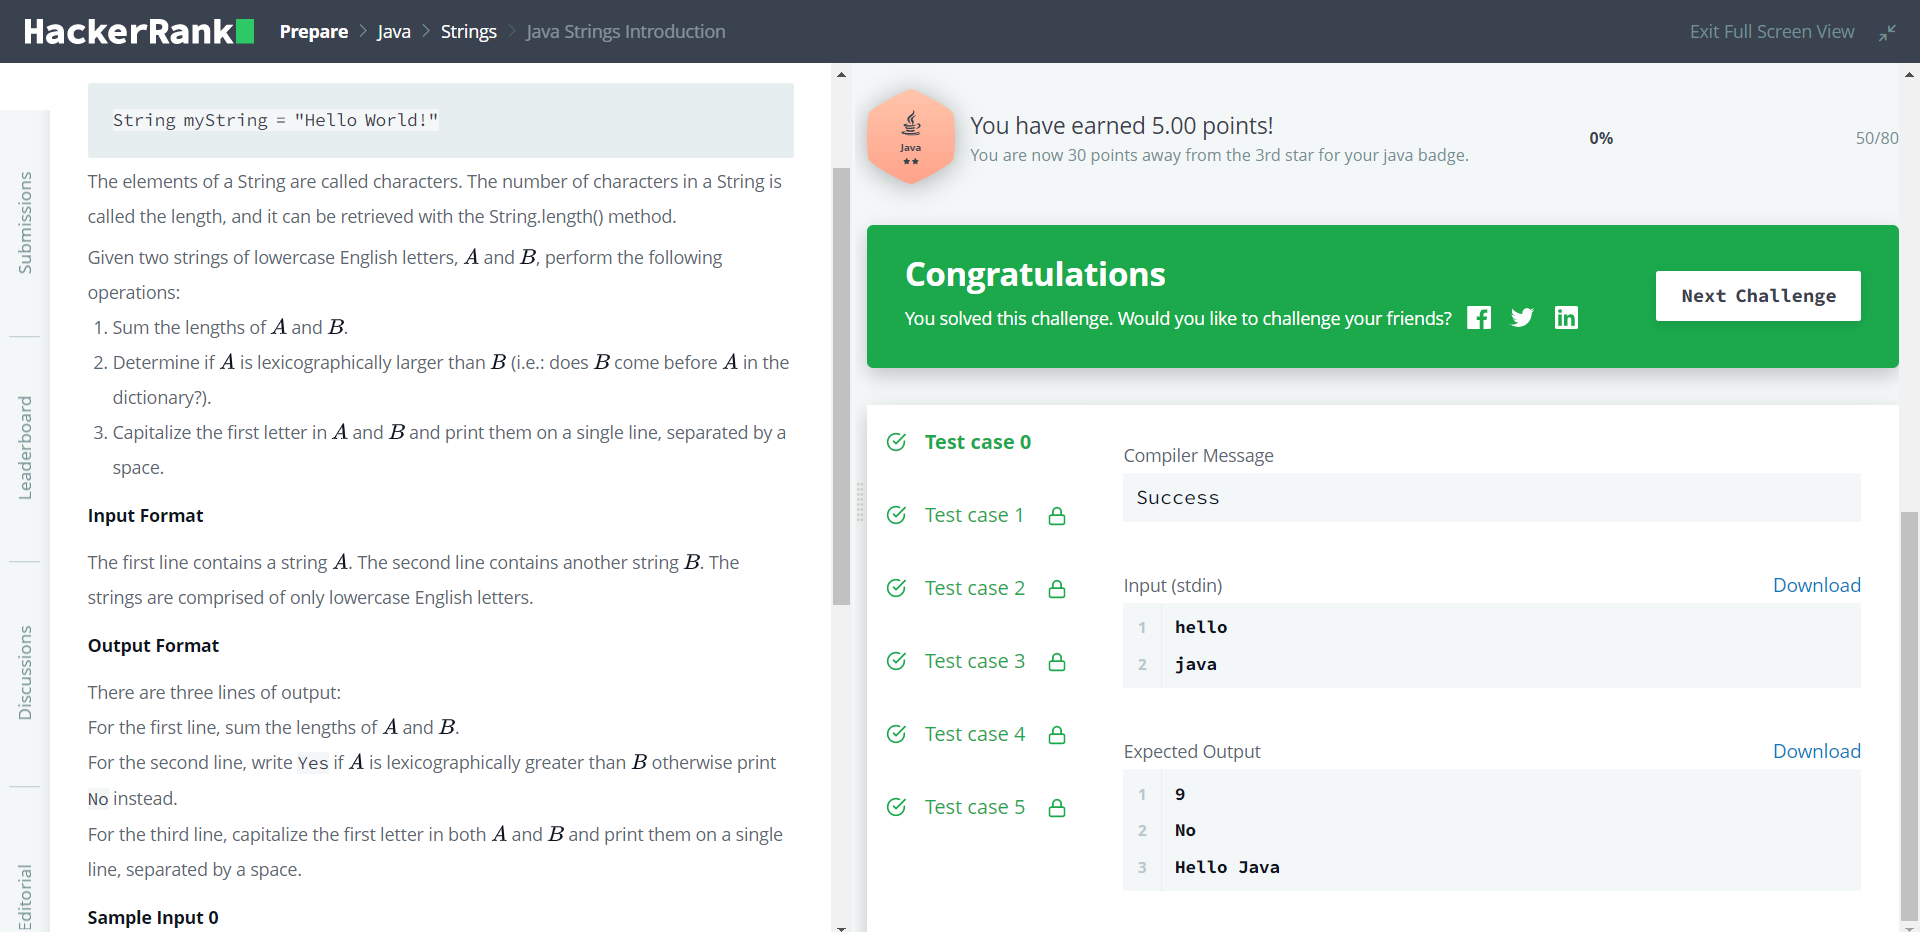 HackerRank Prepare > Java > Strings > Java Strings Introduction Exit Full Screen View
Submissions
Leaderboard
Discussions
Editorial
String myString = "Hello World!"
The elements of a String are called characters. The number of characters in a String is
called the length, and it can be retrieved with the String.length() method.
Given two strings of lowercase English letters, A and B, perform the following
operations:
1. Sum the lengths of A and B.
2. Determine if A is lexicographically larger than B (i.e.: does B come before A in the
dictionary?).
3. Capitalize the first letter in A and B and print them on a single line, separated by a
space.
Input Format
The first line contains a string A. The second line contains another string B. The
strings are comprised of only lowercase English letters.
Output Format
There are three lines of output:
For the first line, sum the lengths of A and B.
For the second line, write Yes if A is lexicographically greater than B otherwise print
No instead.
For the third line, capitalize the first letter in both A and B and print them on a single
line, separated by a space.
Sample Input 0
Java
You have earned 5.00 points!
You are now 30 points away from the 3rd star for your java badge.
0%
50/80
Congratulations
You solved this challenge. Would you like to challenge your friends?
Next Challenge
Test case 0
Test case 1
Test case 2
Test case 3
Test case 4
Test case 5
Compiler Message
Success
Input (stdin) Download
1 hello
2 java
Expected Output Download
1 9
2 No
3 Hello Java